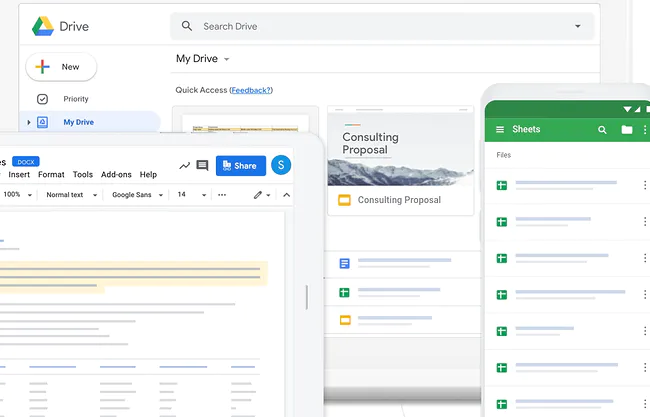 Drive
Search Drive
New
My Drive
Priority
Quick Access (Feedback?)
My Drive
Consulting
Proposal
Consulting Proposal
DOCX
Share
S
Insert Format Tools Add-ons Help
100% Normal text Google Sans 14
Sheets
Files